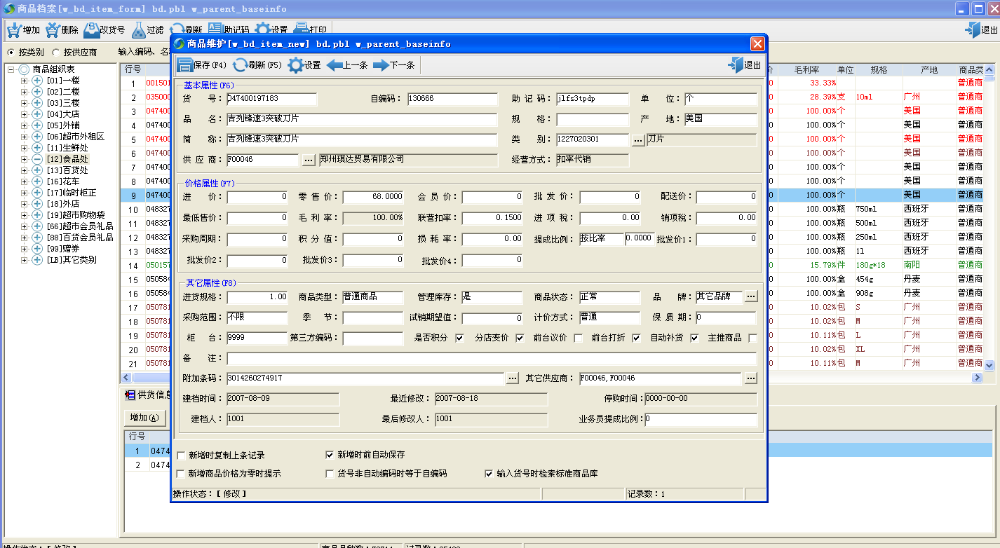 商品档案[w_bd_item_form] bd.pbl w_parent_baseinfo
增加 删除 改货号 过滤 刷新 助记码 设置 打印 退出
按类别 按供应商 输入编码、名
商品组织表
[01]一楼
[02]二楼
[03]三楼
[04]大店
[05]外铺
[06]超市外租区
[11]生鲜处
[12]食品处
[13]百货处
[16]花车
[17]临时柜正
[18]外店
[19]超市购物袋
[66]超市会员礼品
[88]百货会员礼品
[99]赠券
[LB]其它类别
行号 价 毛利率 单位 规格 产地 商品类
1 001501 0 33.33% 普通商
2 035000 0 28.39% 支 10ml 广州 普通商
3 047400 0 100.00% 个 美国 普通商
4 047400 0 100.00% 个 美国 普通商
5 047400 0 100.00% 个 美国 普通商
6 047400 0 100.00% 个 美国 普通商
7 047400 0 100.00% 个 美国 普通商
8 047400 0 100.00% 个 美国 普通商
9 047400 0 100.00% 个 美国 普通商
10 048327 0 100.00% 瓶 750ml 西班牙 普通商
11 048327 0 100.00% 瓶 500ml 西班牙 普通商
12 048327 0 100.00% 瓶 250ml 西班牙 普通商
13 048327 0 100.00% 瓶 1l 西班牙 普通商
14 050157 0 15.79% 件 180g*18 南阳 普通商
15 050584 0 100.00% 盒 454g 丹麦 普通商
16 050584 0 100.00% 盒 908g 丹麦 普通商
17 050781 0 10.02% 包 S 广州 普通商
18 050781 0 10.02% 包 M 广州 普通商
19 050781 0 10.11% 包 L 广州 普通商
20 050781 0 10.02% 包 XL 广州 普通商
21 050781 0 10.11% 包 M 广州 普通商
供货信息
增加(A)
行号
1 0474
2 0474
商品维护[w_bd_item_new] bd.pbl w_parent_baseinfo
保存(F4) 刷新(F5) 设置 上一条 下一条 退出
基本属性(F6)
货 号: 047400197183 自编码: 130666 助 记 码: jlfs3tpdp 单 位: 个
品 名: 吉列锋速3突破刀片 规 格: 产 地: 美国
简 称: 吉列锋速3突破刀片 类 别: 1227020301 ... 刀片
供 应 商: F00046 ... 郑州琪达贸易有限公司 经营方式: 扣率代销
价格属性(F7)
进 价: 0 零 售 价: 68.0000 会 员 价: 0 批 发 价: 0 配送价: 0
最低售价: 0 毛 利 率: 100.00% 联营扣率: 0.1500 进 项 税: 0.00 销项税: 0.00
采购周期: 0 积 分 值: 0 损 耗 率: 0.00 提成比例: 按比率 0.0000 批发价1: 0
批发价2: 0 批发价3: 0 批发价4: 0
其它属性(F8)
进货规格: 1.00 商品类型: 普通商品 管理库存: 是 商品状态: 正常 品 牌: 其它品牌 ...
采购范围: 不限 季 节: 试销期望值: 0 计价方式: 普通 保 质 期: 0
柜 台: 9999 第三方编码: 是否积分 分店变价 前台议价 前台打折 自动补货 主推商品
备 注:
附加条码: 3014260274917 ... 其它供应商: F00046,F00046 ...
建档时间: 2007-08-09 最近修改: 2007-08-18 停购时间: 0000-00-00
建档人: 1001 最后修改人: 1001 业务员提成比例: 0
新增时复制上条记录 新增时前自动保存
新增商品价格为零时提示 货号非自动编码时等于自编码 输入货号时检索标准商品库
操作状态:【修改】 记录数:1